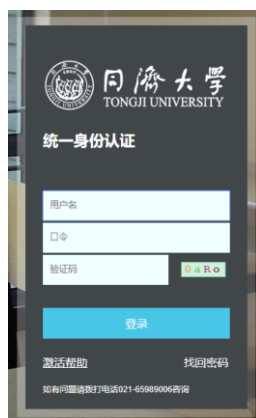 同濟大學
TONGJI UNIVERSITY
统一身份认证
用户名
口令
验证码
0aRo
登录
激活帮助 找回密码
如有问题请拨打电话021-65989006咨询